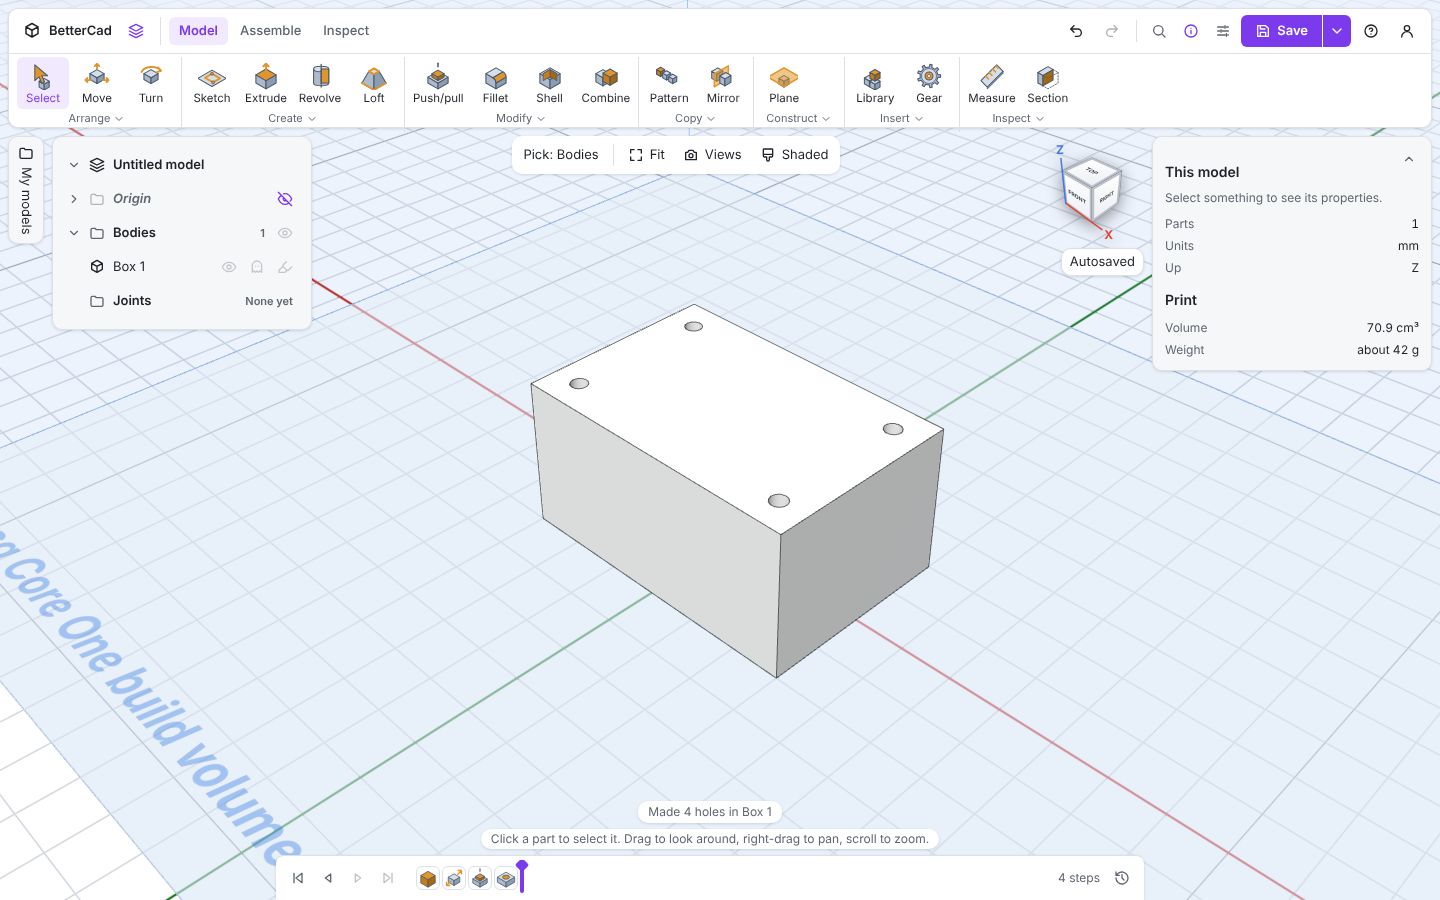 BetterCad
Model
Assemble
Inspect
Save
Select
Move
Turn
Sketch
Extrude
Revolve
Loft
Push/pull
Fillet
Shell
Combine
Pattern
Mirror
Plane
Library
Gear
Measure
Section
Arrange
Create
Modify
Copy
Construct
Insert
Inspect
My models
Untitled model
Origin
Bodies 1
Box 1
Joints None yet
Pick: Bodies
Fit
Views
Shaded
Z
TOP
FRONT
RIGHT
X
Autosaved
This model
Select something to see its properties.
Parts 1
Units mm
Up Z
Print
Volume 70.9 cm³
Weight about 42 g
Core One build volume
Made 4 holes in Box 1
Click a part to select it. Drag to look around, right-drag to pan, scroll to zoom.
4 steps